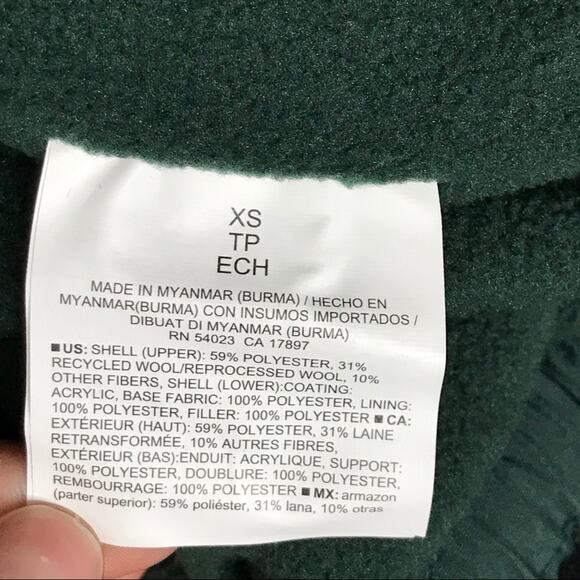 XS
TP
ECH
MADE IN MYANMAR (BURMA) / HECHO EN
MYANMAR(BURMA) CON INSUMOS IMPORTADOS /
DIBUAT DI MYANMAR (BURMA)
RN 54023 CA 17897
■ US: SHELL (UPPER): 59% POLYESTER, 31%
RECYCLED WOOL/REPROCESSED WOOL, 10%
OTHER FIBERS, SHELL (LOWER):COATING:
ACRYLIC, BASE FABRIC: 100% POLYESTER, LINING:
100% POLYESTER, FILLER: 100% POLYESTER ■ CA:
EXTÉRIEUR (HAUT): 59% POLYESTER, 31% LAINE
RETRANSFORMÉE, 10% AUTRES FIBRES,
EXTÉRIEUR (BAS):ENDUIT: ACRYLIQUE, SUPPORT:
100% POLYESTER, DOUBLURE: 100% POLYESTER,
REMBOURRAGE: 100% POLYESTER ■ MX: armazon
(parter superior): 59% poliéster, 31% lana, 10% otras